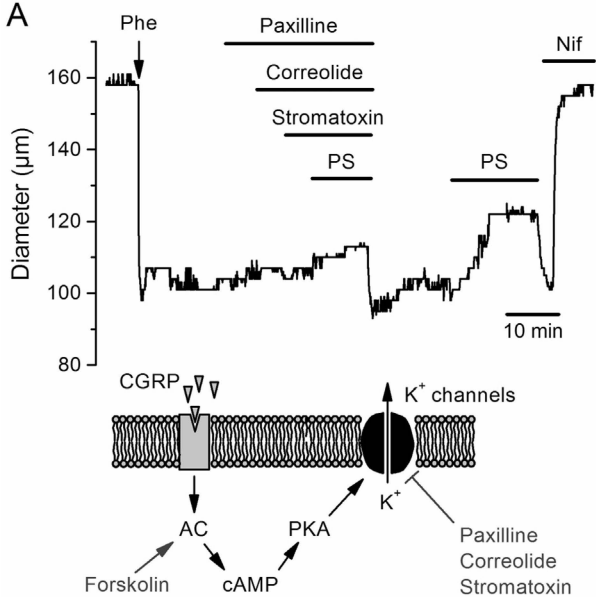 A
Phe
Paxilline
Correolide
Stromatoxin
PS
PS
Nif
160
140
120
100
80
Diameter (µm)
10 min
CGRP
K+ channels
K+
AC
PKA
cAMP
Forskolin
Paxilline
Correolide
Stromatoxin